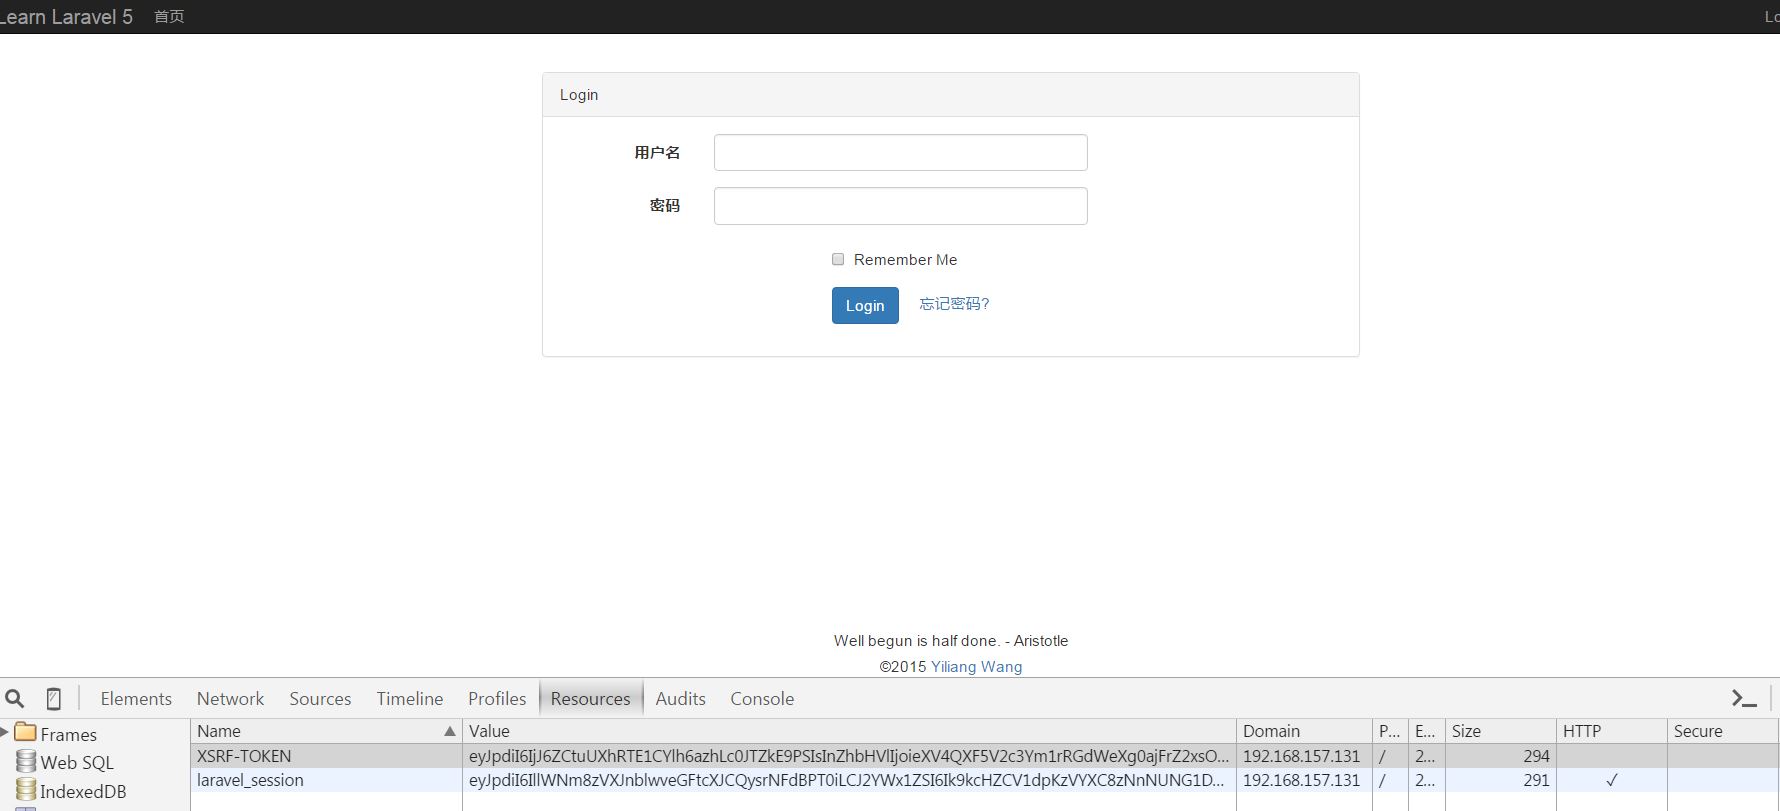 Learn Laravel 5 首页 Lo
Login
用户名
密码
Remember Me
Login 忘记密码?
Well begun is half done. - Aristotle
©2015 Yiliang Wang
Elements Network Sources Timeline Profiles Resources Audits Console
Frames
Web SQL
IndexedDB
Name Value Domain P... E... Size HTTP Secure
XSRF-TOKEN 192.168.157.131 / 2... 294
laravel_session 192.168.157.131 / 2... 291 ✓